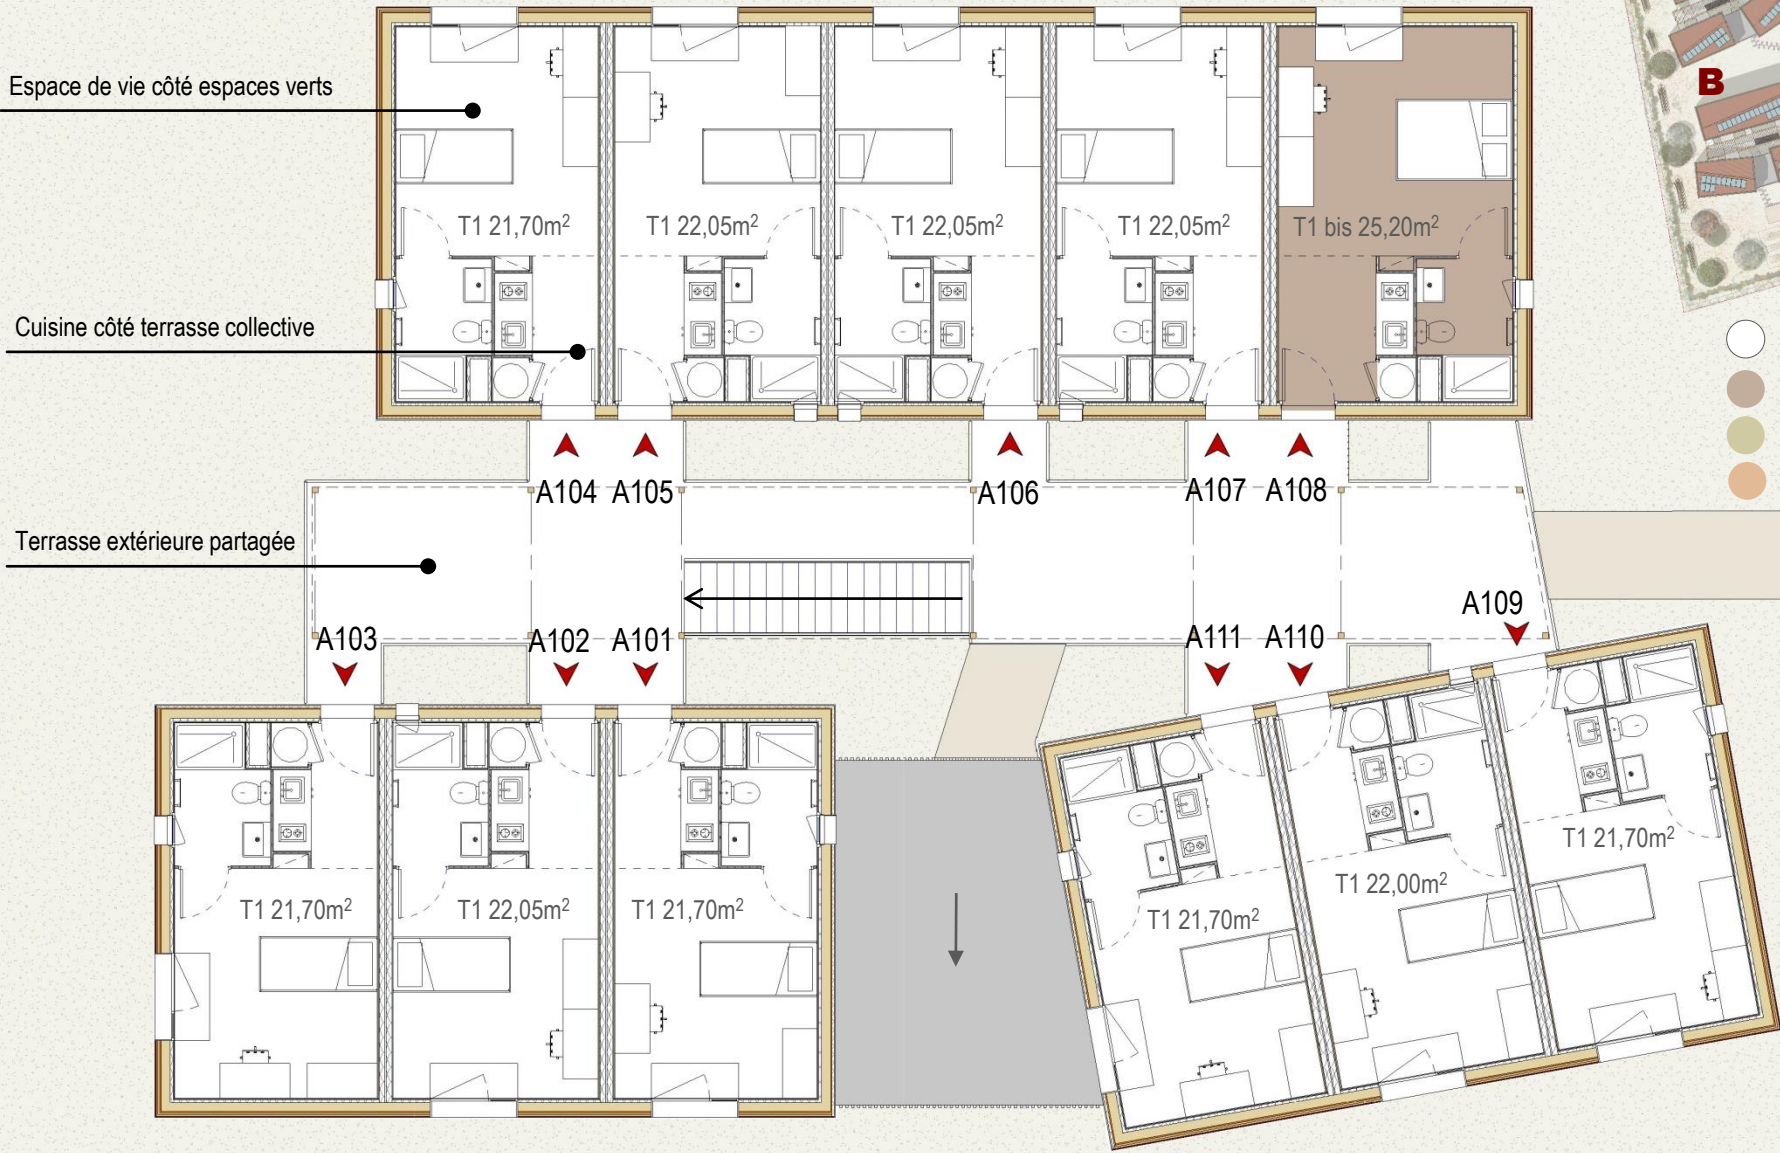 Espace de vie côté espaces verts
B
T1 21,70m²
T1 22,05m²
T1 22,05m²
T1 22,05m²
T1 bis 25,20m²
Cuisine côté terrasse collective
A104
A105
A106
A107
A108
Terrasse extérieure partagée
A103
A102
A101
A111
A110
A109
T1 21,70m²
T1 22,05m²
T1 21,70m²
T1 21,70m²
T1 22,00m²
T1 21,70m²